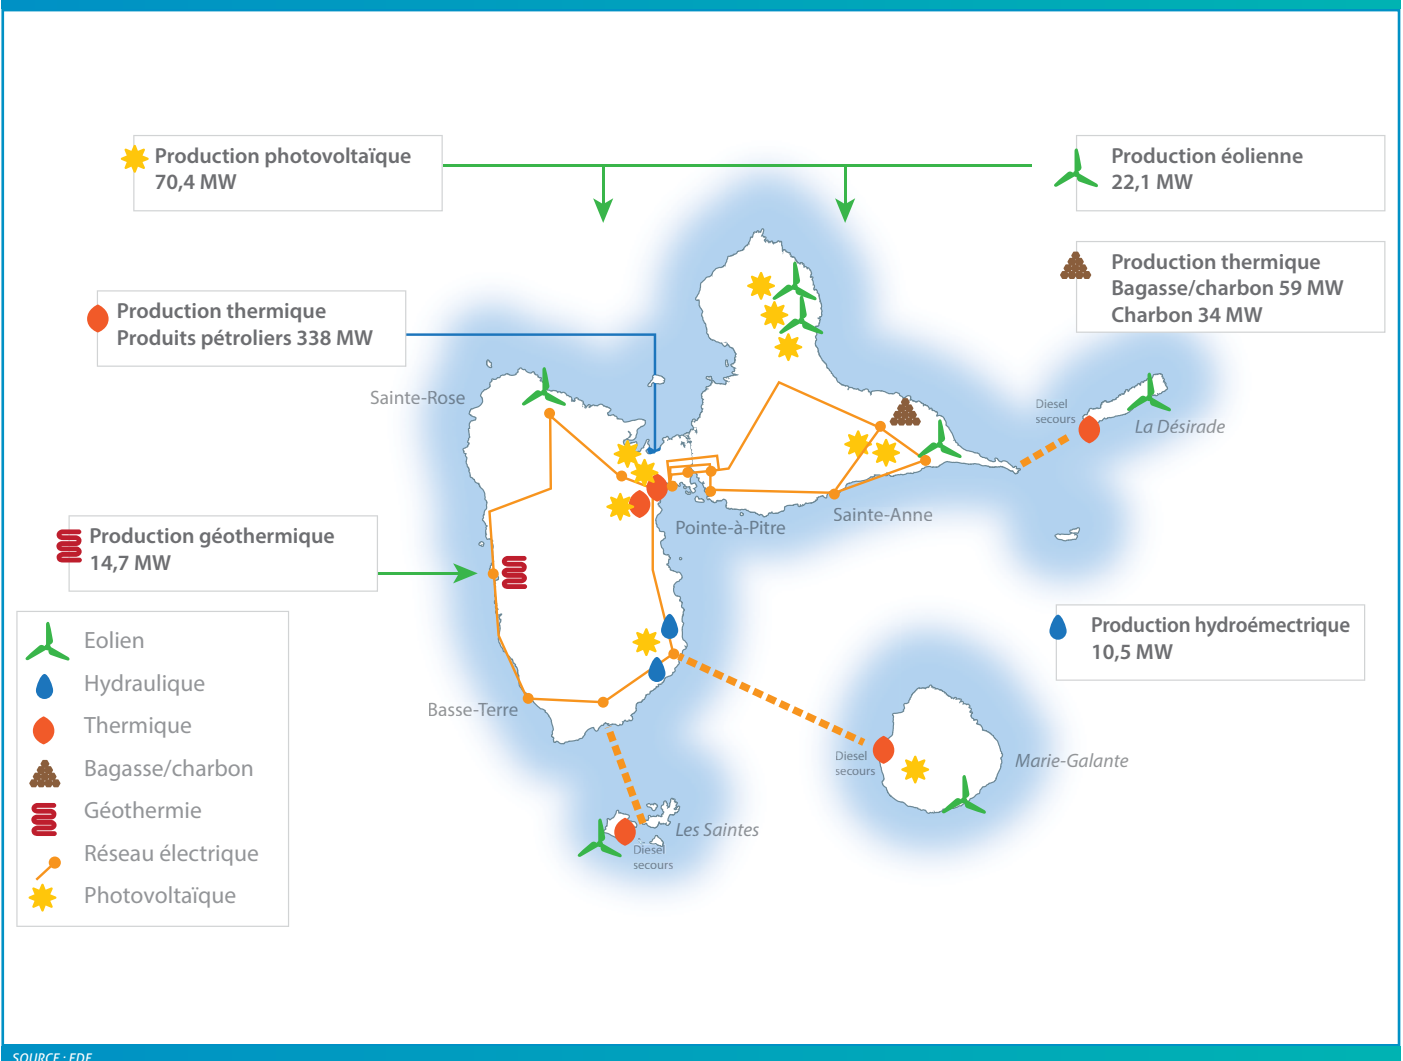 Production photovoltaïque
70,4 MW
Production éolienne
22,1 MW
Production thermique
Bagasse/charbon 59 MW
Charbon 34 MW
Production thermique
Produits pétroliers 338 MW
Sainte-Rose
Diesel
secours
La Désirade
Pointe-à-Pitre
Sainte-Anne
Production géothermique
14,7 MW
Production hydroémectrique
10,5 MW
Eolien
Hydraulique
Thermique
Bagasse/charbon
Géothermie
Réseau électrique
Photovoltaïque
Basse-Terre
Diesel
secours
Marie-Galante
Les Saintes
Diesel
secours
SOURCE : EDF